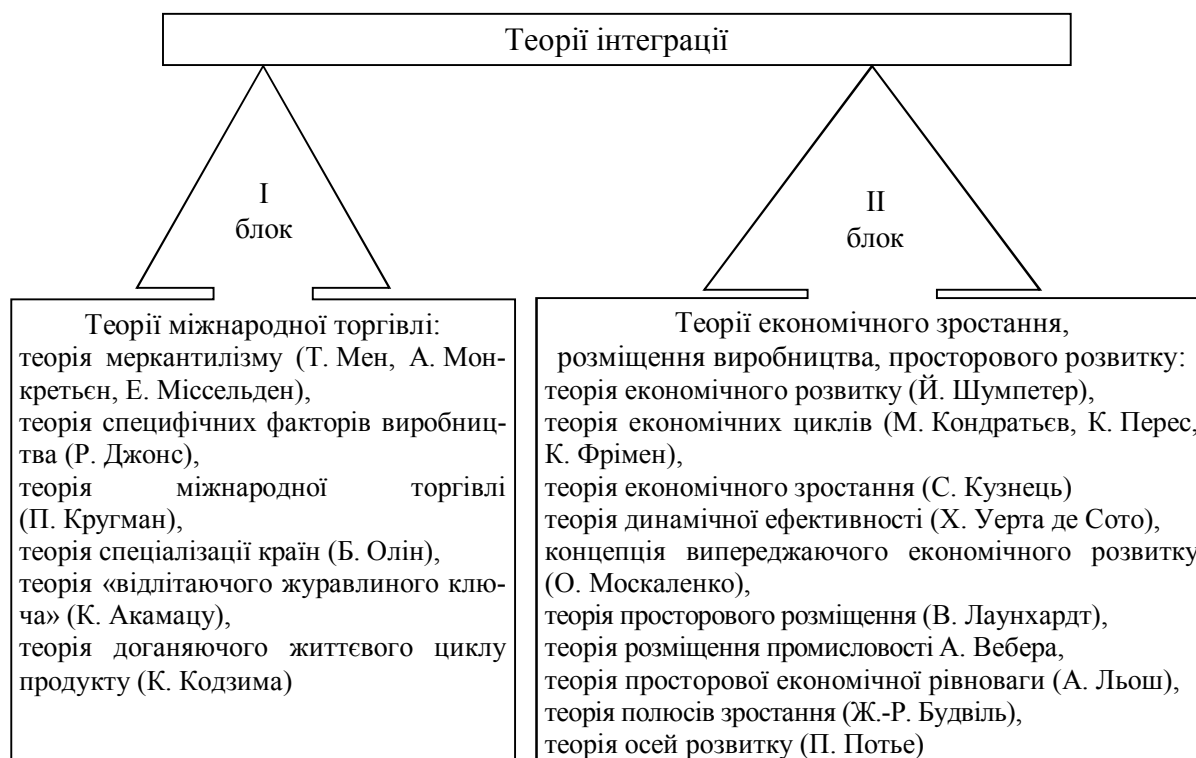 Теорії інтеграції
I
блок
II
блок
Теорії міжнародної торгівлі:
теорія меркантилізму (Т. Мен, А. Мон-
кретьєн, Е. Міссельден),
теорія специфічних факторів виробниц-
тва (Р. Джонс),
теорія міжнародної торгівлі
(П. Кругман),
теорія спеціалізації країн (Б. Олін),
теорія «відлітаючого журавлиного клю-
ча» (К. Акамацу),
теорія доганяючого життєвого циклу
продукту (К. Кодзима)
Теорії економічного зростання,
розміщення виробництва, просторового розвитку:
теорія економічного розвитку (Й. Шумпетер),
теорія економічних циклів (М. Кондратьєв, К. Перес,
К. Фрімен),
теорія економічного зростання (С. Кузнець)
теорія динамічної ефективності (Х. Уерта де Сото),
концепція випереджаючого економічного розвитку
(О. Москаленко),
теорія просторового розміщення (В. Лаунхардт),
теорія розміщення промисловості А. Вебера,
теорія просторової економічної рівноваги (А. Льош),
теорія полюсів зростання (Ж.-Р. Будвіль),
теорія осей розвитку (П. Потье)